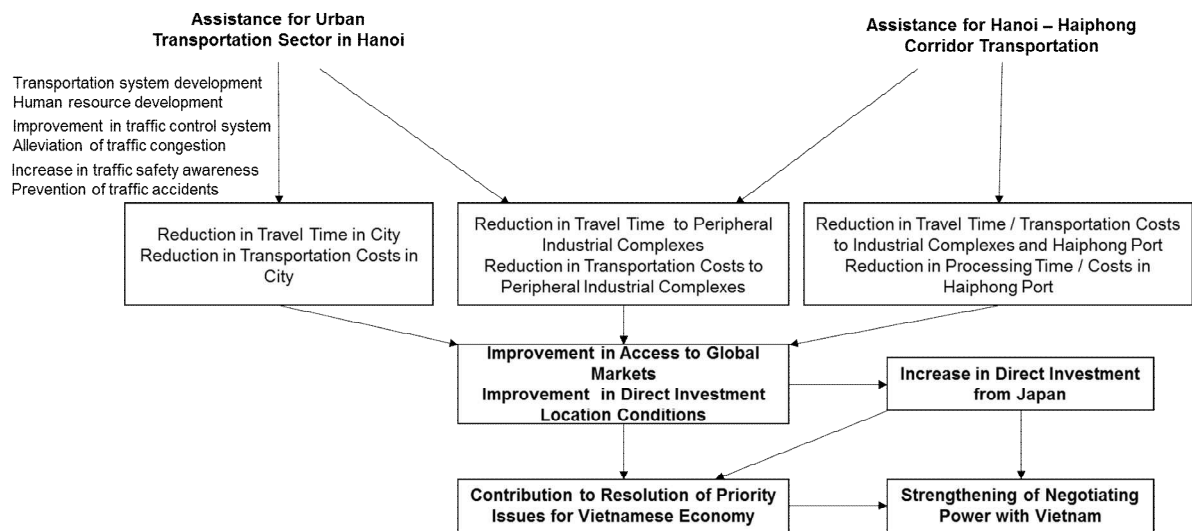 Assistance for Urban
Transportation Sector in Hanoi
Assistance for Hanoi – Haiphong
Corridor Transportation
Transportation system development
Human resource development
Improvement in traffic control system
Alleviation of traffic congestion
Increase in traffic safety awareness
Prevention of traffic accidents
Reduction in Travel Time in City
Reduction in Transportation Costs in
City
Reduction in Travel Time to Peripheral
Industrial Complexes
Reduction in Transportation Costs to
Peripheral Industrial Complexes
Reduction in Travel Time / Transportation Costs
to Industrial Complexes and Haiphong Port
Reduction in Processing Time / Costs in
Haiphong Port
Improvement in Access to Global
Markets
Improvement in Direct Investment
Location Conditions
Increase in Direct Investment
from Japan
Contribution to Resolution of Priority
Issues for Vietnamese Economy
Strengthening of Negotiating
Power with Vietnam